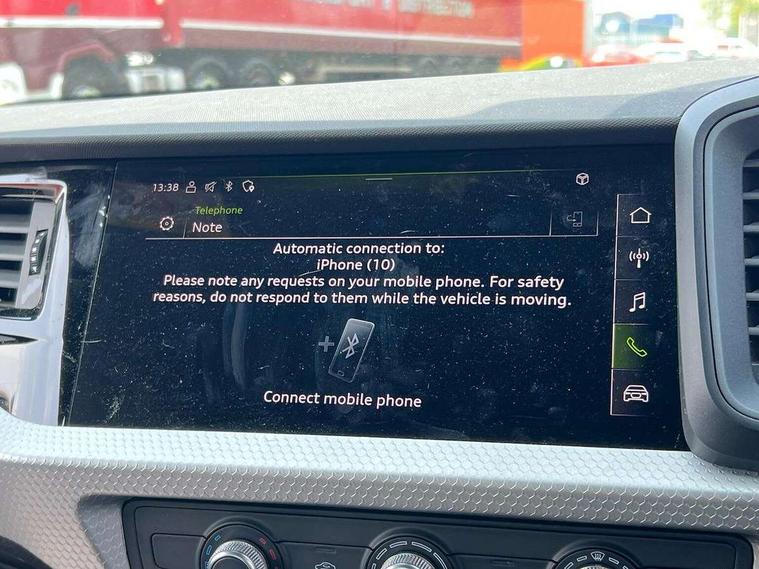 DISTRIBUTION
13:38
Telephone
Note
Automatic connection to:
iPhone (10)
Please note any requests on your mobile phone. For safety
reasons, do not respond to them while the vehicle is moving.
Connect mobile phone